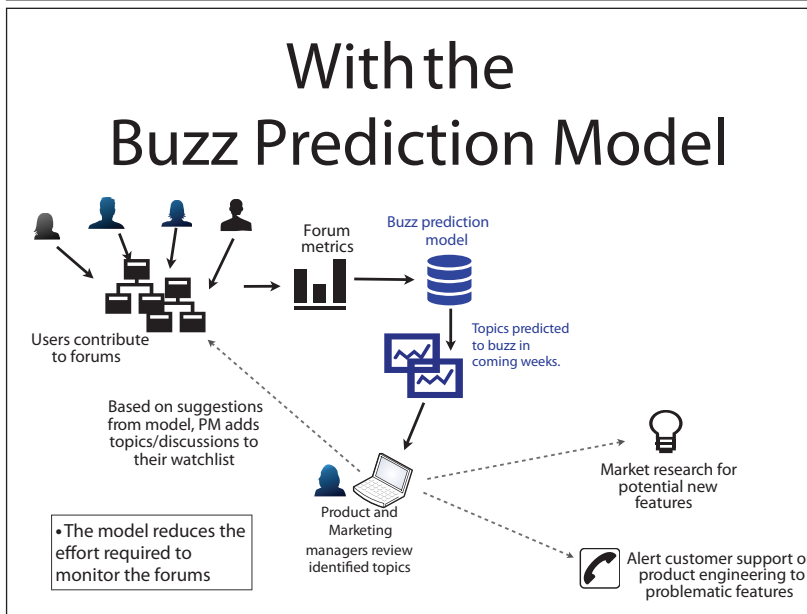 With the
Buzz Prediction Model
Forum
metrics
Buzz prediction
model
Users contribute
to forums
Topics predicted
to buzz in
coming weeks.
Based on suggestions
from model, PM adds
topics/discussions to
their watchlist
Market research for
potential new
features
Product and
Marketing
managers review
identified topics
•The model reduces the
effort required to
monitor the forums
Alert customer support o
product engineering to
problematic features